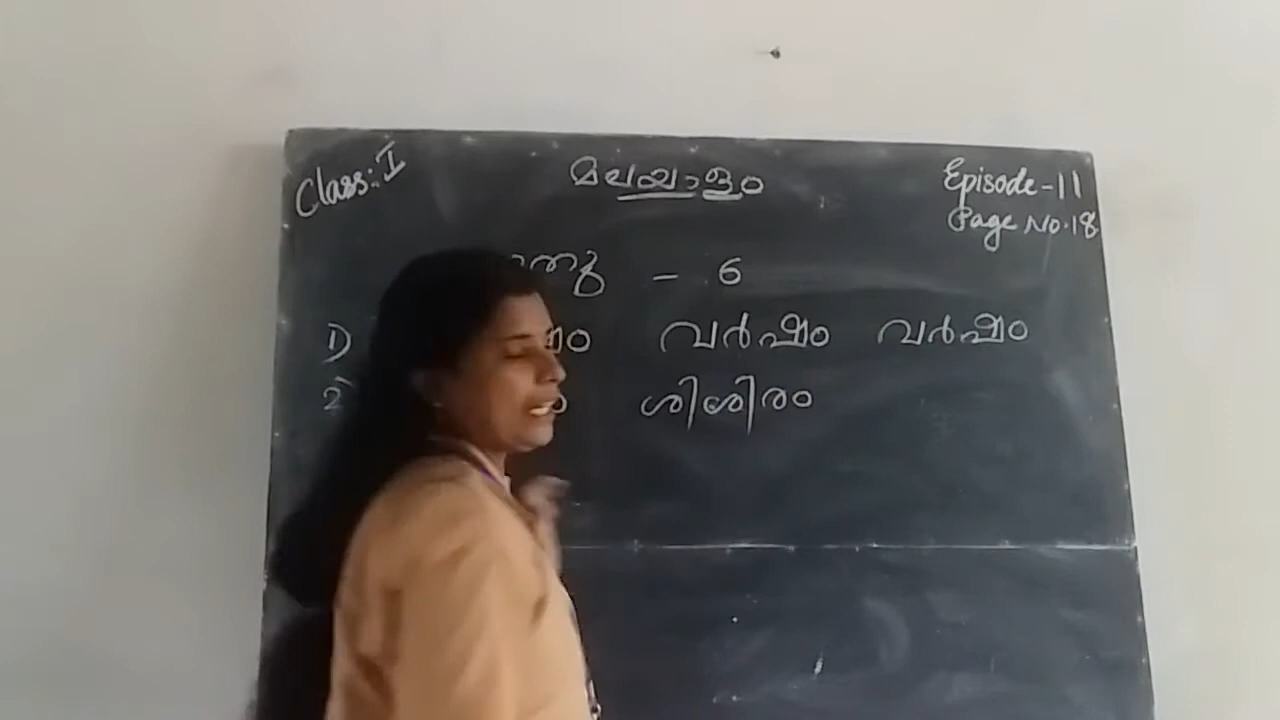 Class: I
മലയാളം
Episode-11
Page No.18
- 6
1) വർഷം വർഷം
2) ശിശിരം